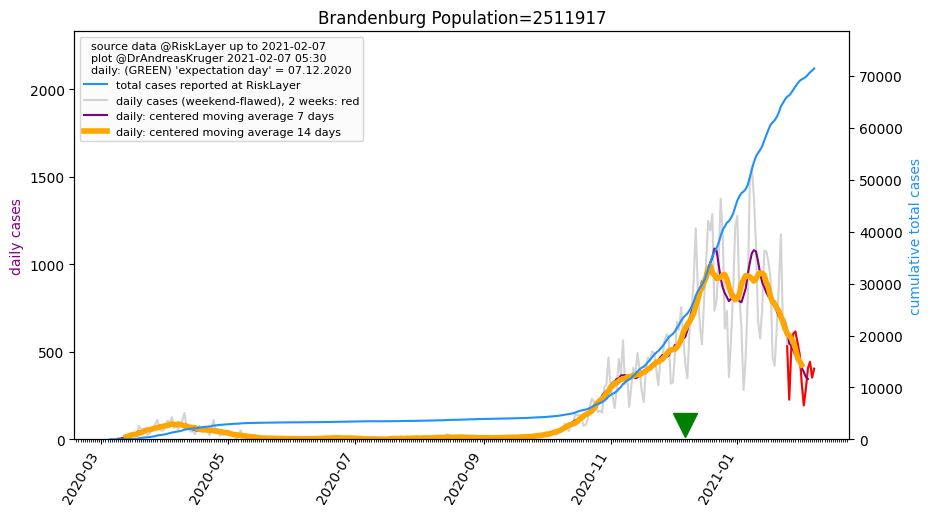 Brandenburg Population=2511917
source data @RiskLayer up to 2021-02-07
plot @DrAndreasKruger 2021-02-07 05:30
daily: (GREEN) 'expectation day' = 07.12.2020
total cases reported at RiskLayer
daily cases (weekend-flawed), 2 weeks: red
daily: centered moving average 7 days
daily: centered moving average 14 days
daily cases
2000
1500
1000
500
0
70000
60000
50000
40000
30000
20000
10000
0
cumulative total cases
2020-03
2020-05
2020-07
2020-09
2020-11
2021-01